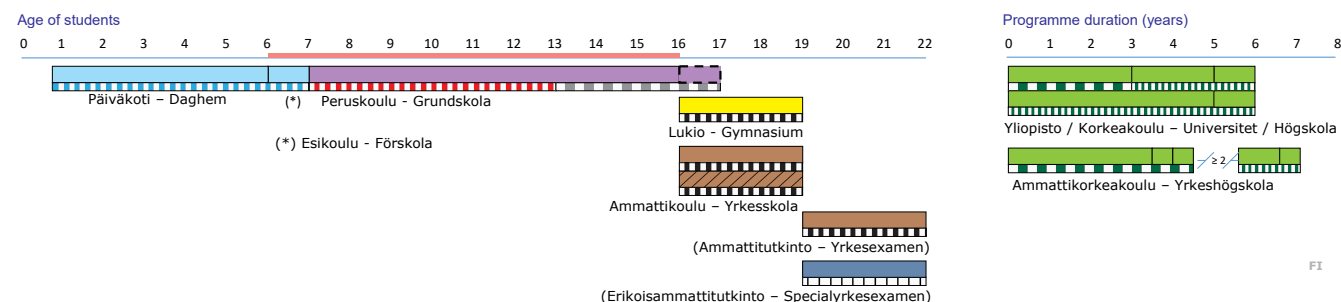 Age of students
Programme duration (years)
0 1 2 3 4 5 6 7 8 9 10 11 12 13 14 15 16 17 19 20 21 22
0 1 2 3 4 5 6 7 8
Päiväkoti – Daghem
(*)
Peruskoulu - Grundskola
(*) Esikoulu - Förskola
Lukio - Gymnasium
Ammattikoulu – Yrkesskola
(Ammattitutkinto – Yrkesexamen)
(Erikoisammattitutkinto – Specialyrkesexamen)
Yliopisto / Korkeakoulu – Universitet / Högskola
≥ 2
Ammattikorkeakoulu – Yrkeshögskola
FI